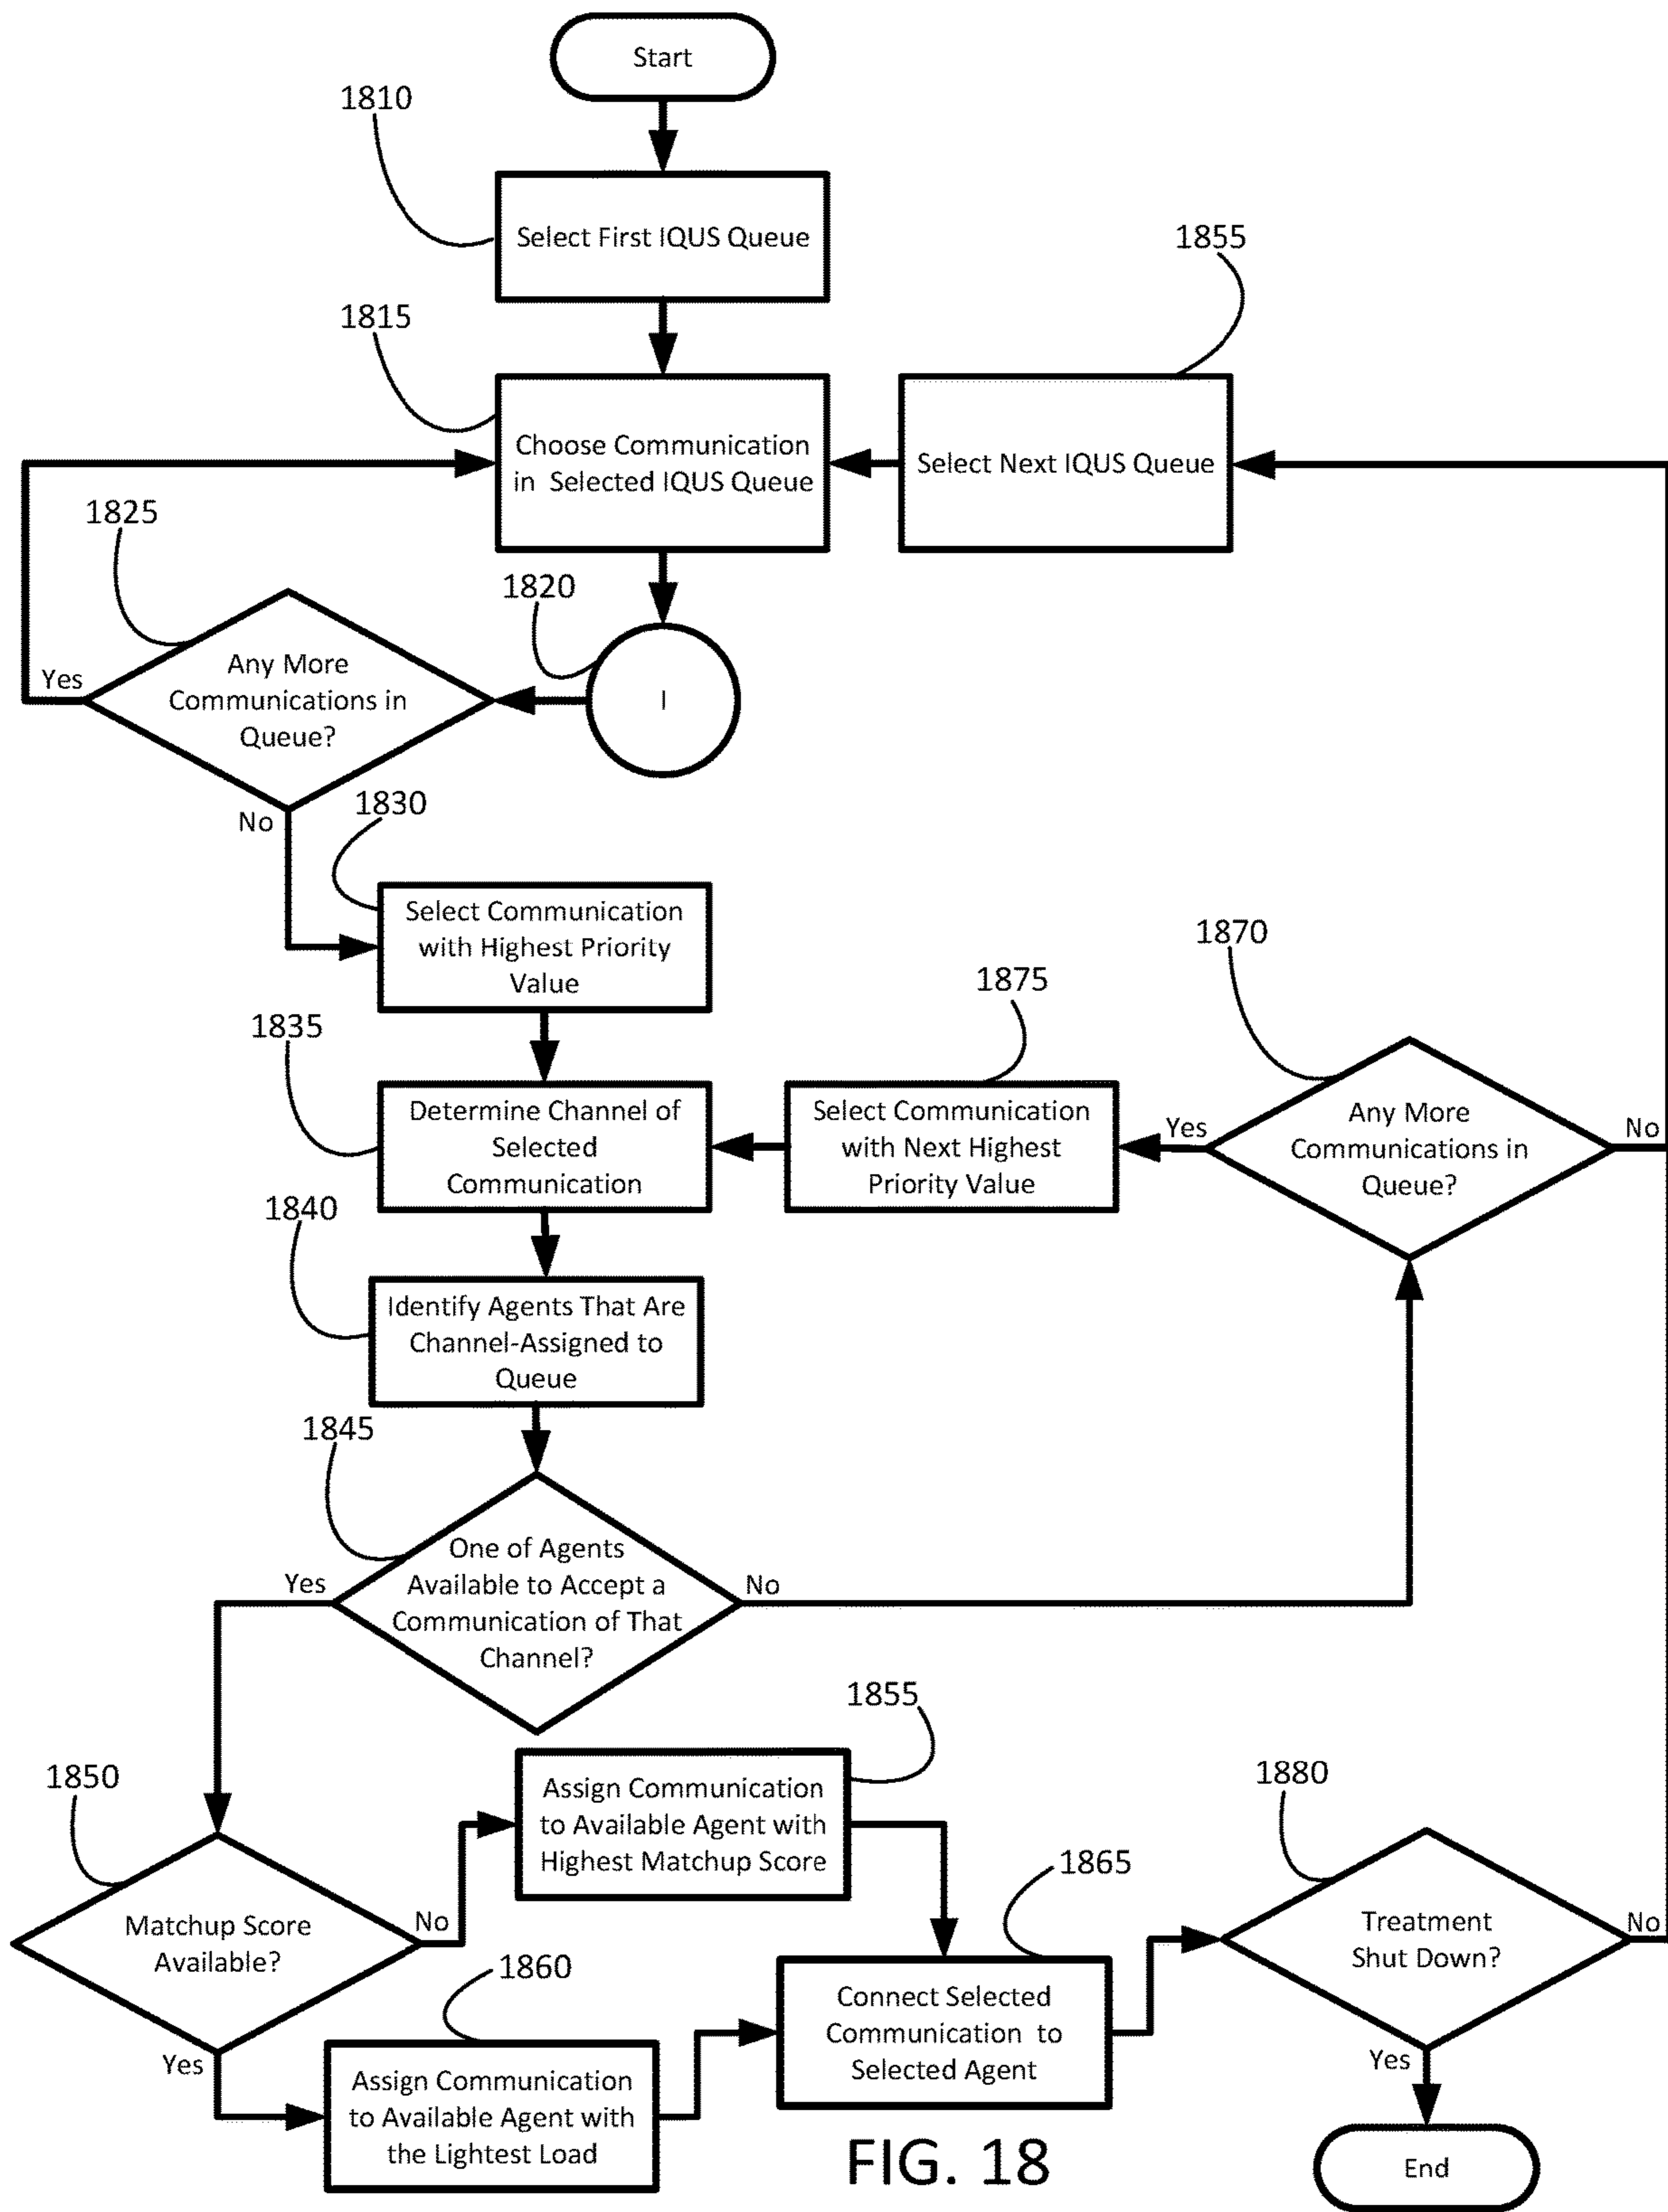 Start
1810
Select First IQUS Queue
1855
1815
Choose Communication
in Selected IQUS Queue
Select Next IQUS Queue
1825
1820
Any More
Communications in
Queue?
Yes
I
No
1830
Select Communication
with Highest Priority
Value
1870
1875
1835
Determine Channel of
Selected
Communication
Select Communication
with Next Highest
Priority Value
Yes
Any More
Communications in
Queue?
No
1840
Identify Agents That Are
Channel-Assigned to
Queue
1845
One of Agents
Available to Accept a
Communication of That
Channel?
Yes
No
1855
Assign Communication
to Available Agent with
Highest Matchup Score
1850
Matchup Score
Available?
No
Yes
1860
Assign Communication
to Available Agent with
the Lightest Load
1865
Connect Selected
Communication to
Selected Agent
1880
Treatment
Shut Down?
No
Yes
End
FIG. 18